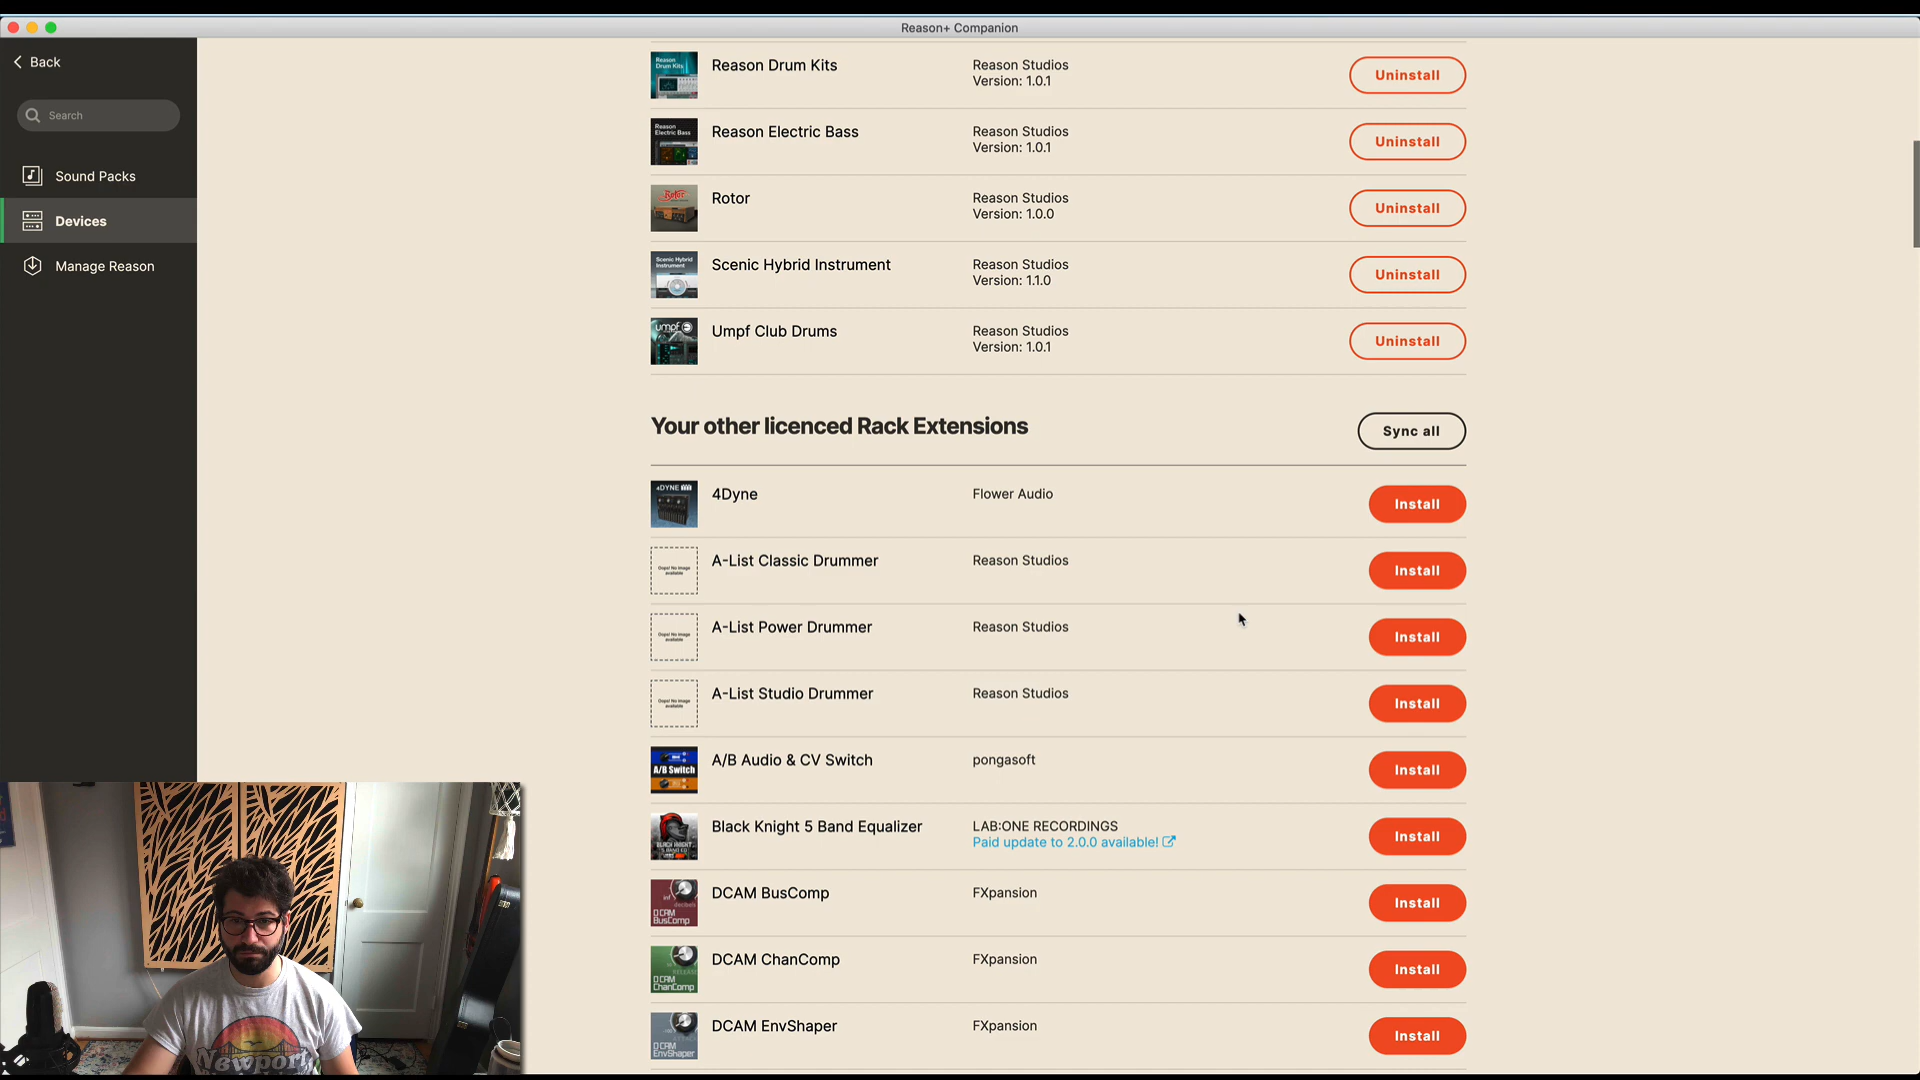 Reason+ Companion
Back
Search
Sound Packs
Devices
Manage Reason
Reason Drum Kits
Reason Studios
Version: 1.0.1
Uninstall
Reason Electric Bass
Reason Studios
Version: 1.0.1
Uninstall
Rotor
Reason Studios
Version: 1.0.0
Uninstall
Scenic Hybrid Instrument
Reason Studios
Version: 1.1.0
Uninstall
Umpf Club Drums
Reason Studios
Version: 1.0.1
Uninstall
Your other licenced Rack Extensions
Sync all
4Dyne
Flower Audio
Install
A-List Classic Drummer
Reason Studios
Install
A-List Power Drummer
Reason Studios
Install
A-List Studio Drummer
Reason Studios
Install
A/B Switch
A/B Audio & CV Switch
pongasoft
Install
Black Knight 5 Band Equalizer
LAB:ONE RECORDINGS
Paid update to 2.0.0 available!
Install
DCAM BusComp
FXpansion
Install
DCAM ChanComp
FXpansion
Install
DCAM EnvShaper
FXpansion
Install
Newport